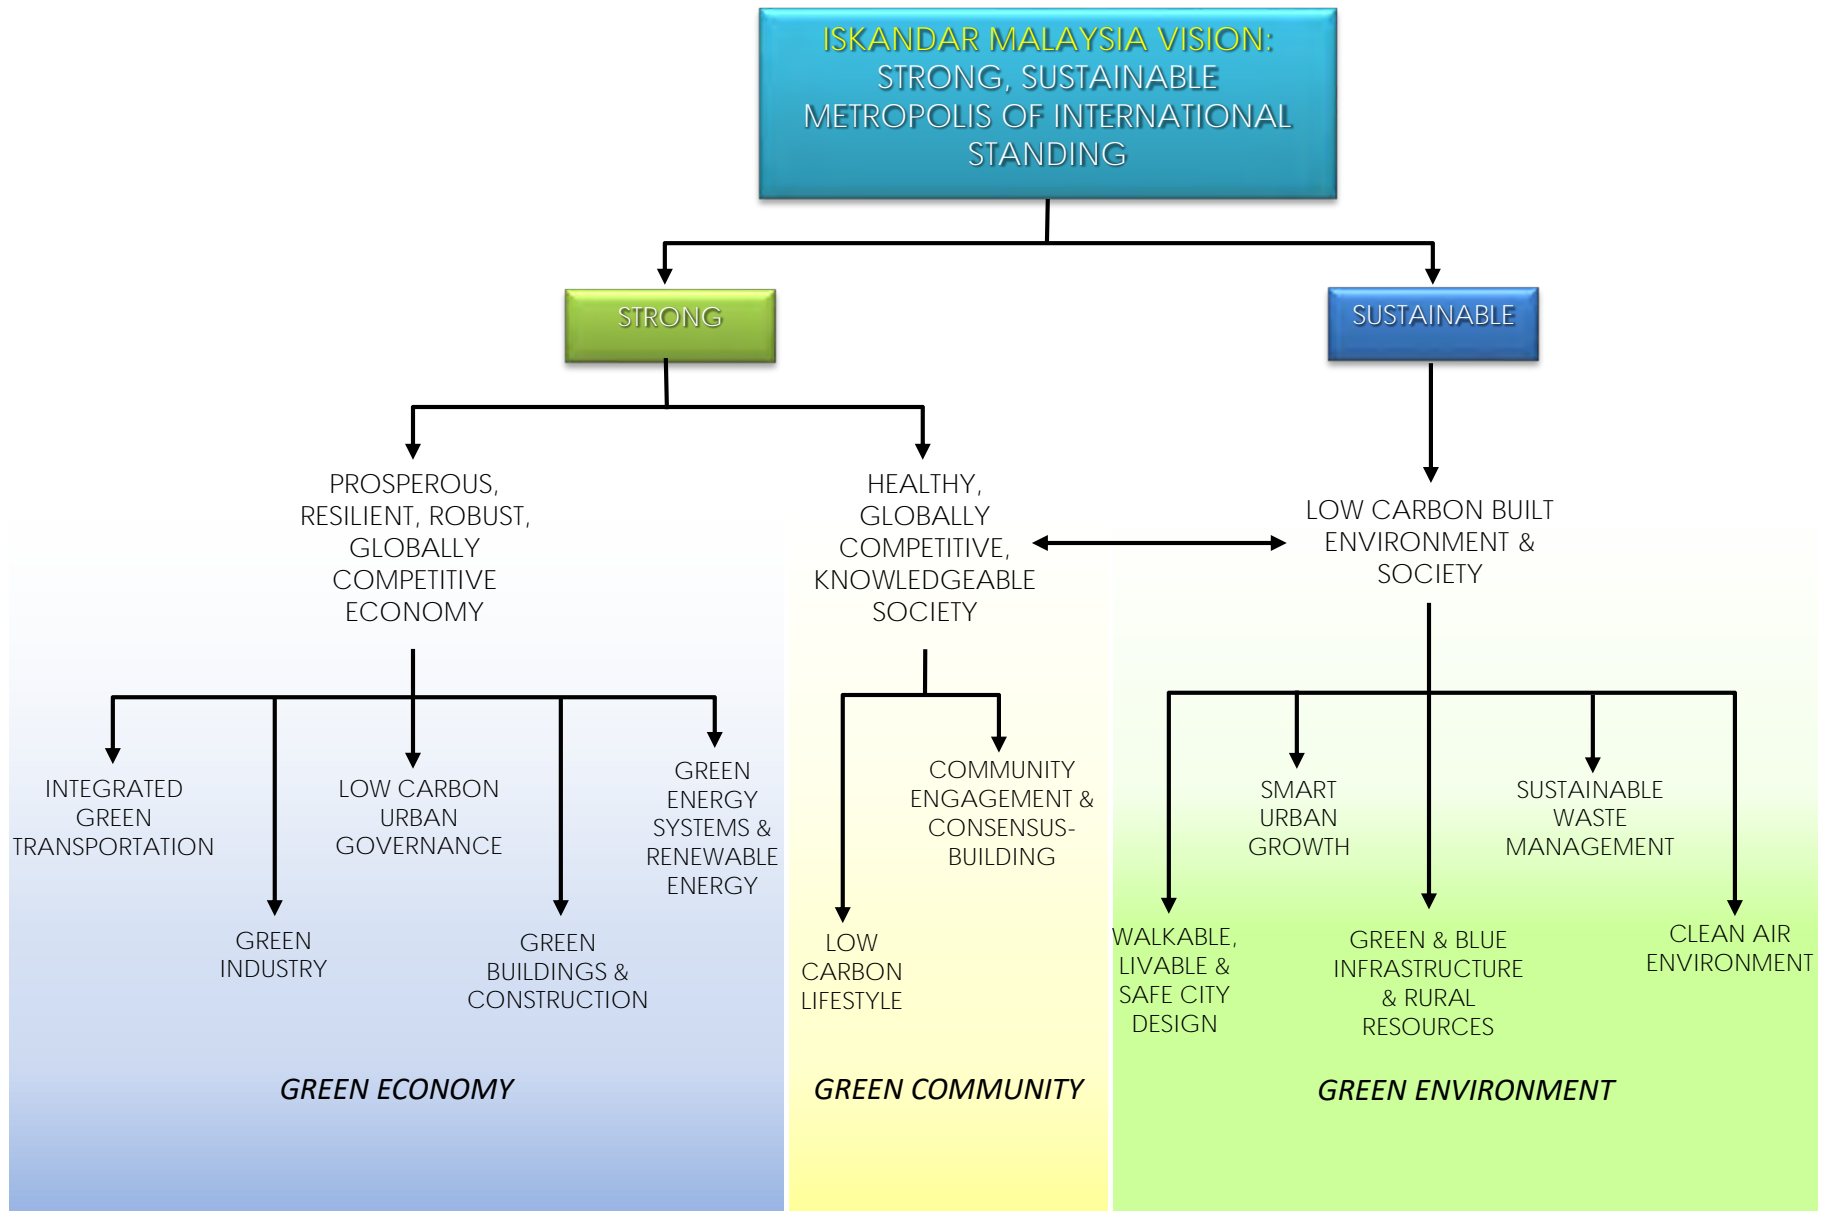 ISKANDAR MALAYSIA VISION:
STRONG, SUSTAINABLE
METROPOLIS OF INTERNATIONAL
STANDING
STRONG
SUSTAINABLE
PROSPEROUS,
RESILIENT, ROBUST,
GLOBALLY
COMPETITIVE
ECONOMY
HEALTHY,
GLOBALLY
COMPETITIVE,
KNOWLEDGEABLE
SOCIETY
LOW CARBON BUILT
ENVIRONMENT &
SOCIETY
INTEGRATED
GREEN
TRANSPORTATION
GREEN
INDUSTRY
LOW CARBON
URBAN
GOVERNANCE
GREEN
BUILDINGS &
CONSTRUCTION
GREEN
ENERGY
SYSTEMS &
RENEWABLE
ENERGY
LOW
CARBON
LIFESTYLE
COMMUNITY
ENGAGEMENT &
CONSENSUS-
BUILDING
WALKABLE,
LIVABLE &
SAFE CITY
DESIGN
SMART
URBAN
GROWTH
GREEN & BLUE
INFRASTRUCTURE
& RURAL
RESOURCES
SUSTAINABLE
WASTE
MANAGEMENT
CLEAN AIR
ENVIRONMENT
GREEN ECONOMY
GREEN COMMUNITY
GREEN ENVIRONMENT